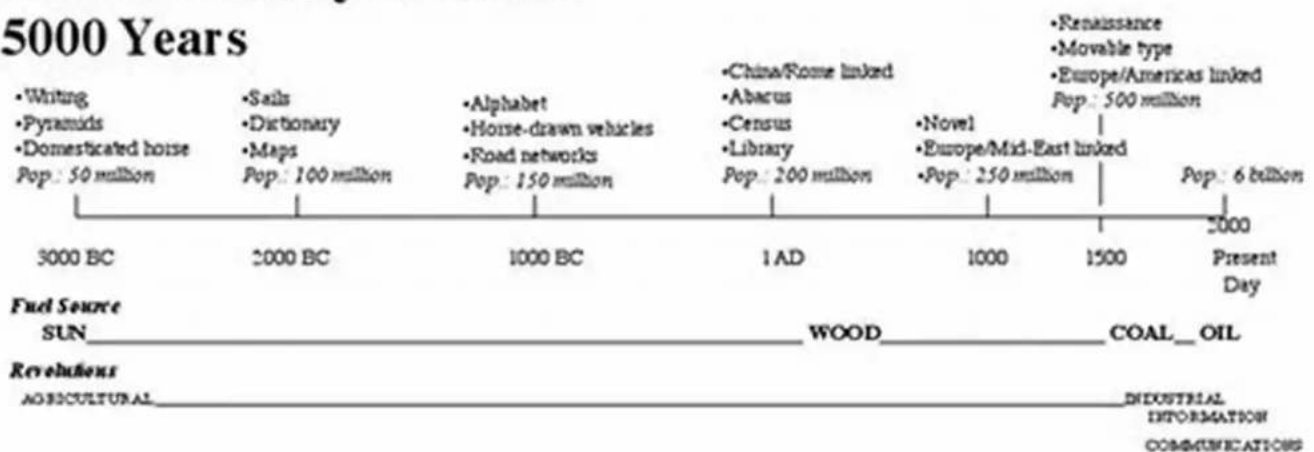 5000 Years
•Writing
•Pyramids
•Domesticated horse
Pop.: 50 million
•Sails
•Dictionary
•Maps
Pop.: 100 million
•Alphabet
•Horse-drawn vehicles
•Road networks
Pop.: 150 million
•China/Rome linked
•Abacus
•Census
•Library
Pop.: 200 million
•Novel
•Europe/Mid-East linked
•Pop.: 250 million
•Renaissance
•Movable type
•Europe/Americas linked
Pop.: 500 million
Pop.: 6 billion
3000 BC
2000 BC
1000 BC
1 AD
1000
1500
2000
Present
Day
Fuel Source
SUN WOOD COAL OIL
Revolutions
AGRICULTURAL INDUSTRIAL
INFORMATION
COMMUNICATIONS